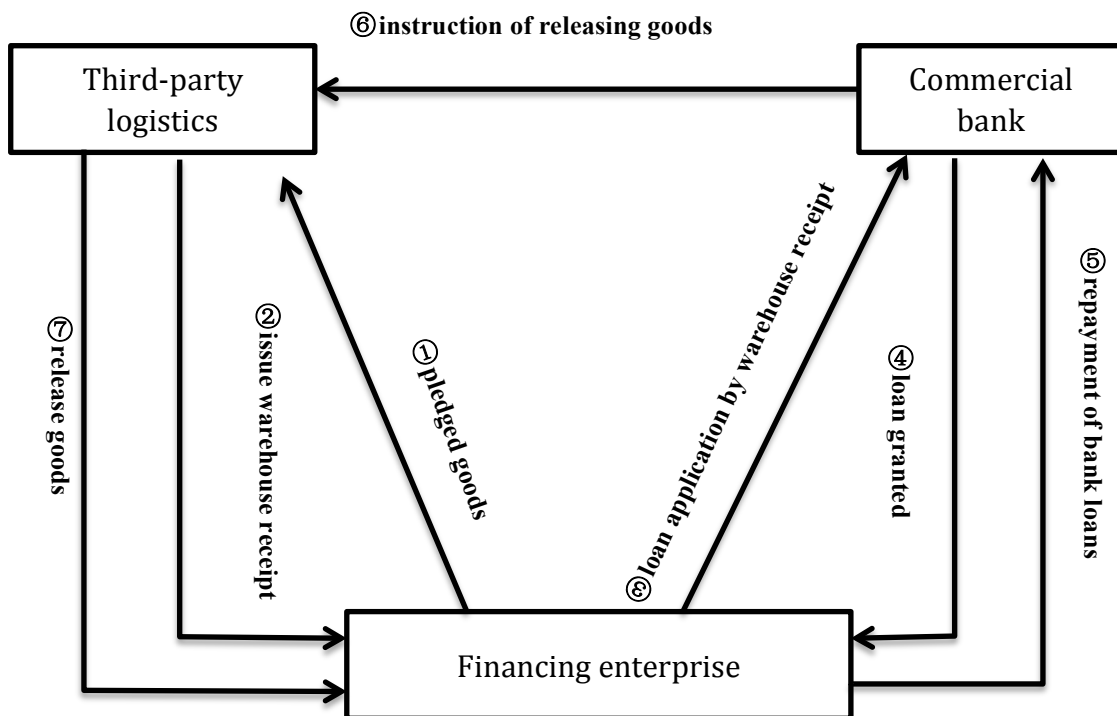 ⑥instruction of releasing goods
Third-party
logistics
Commercial
bank
⑦release goods
②issue warehouse receipt
①pledged goods
③loan application by warehouse receipt
④loan granted
⑤repayment of bank loans
Financing enterprise